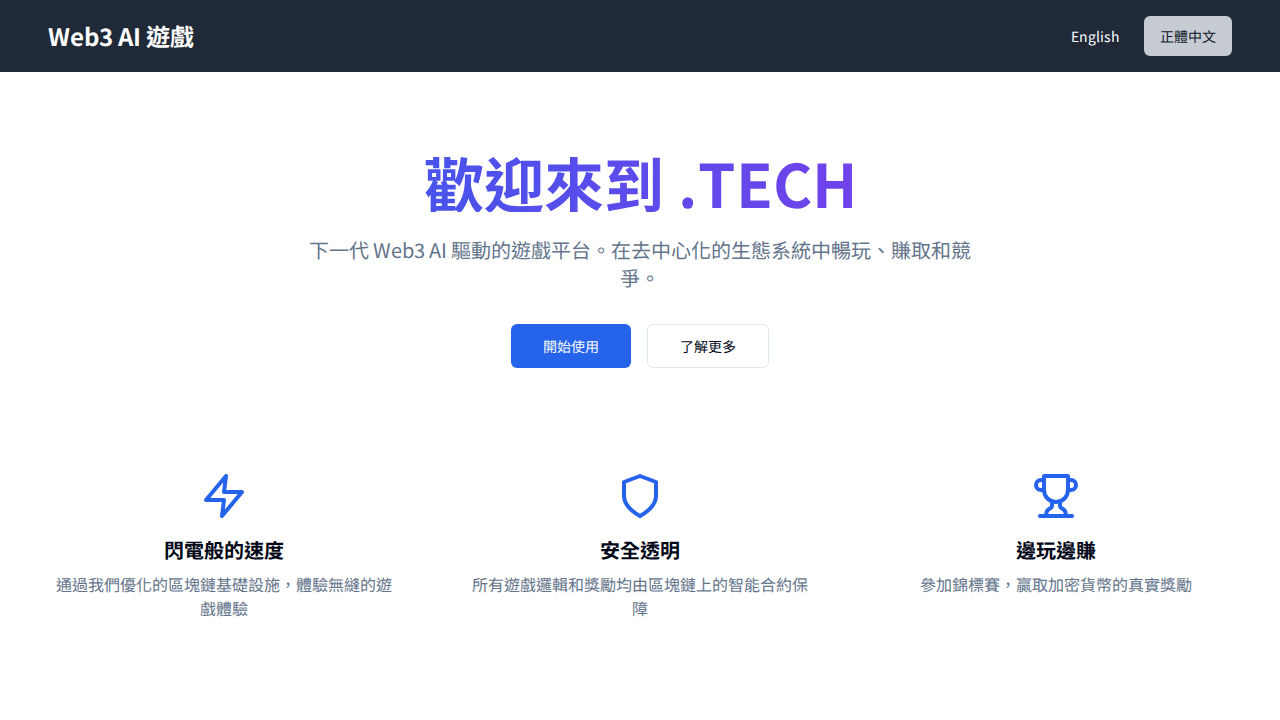 Web3 AI 遊戲
English
正體中文
歡迎來到 .TECH
下一代 Web3 AI 驅動的遊戲平台。在去中心化的生態系統中暢玩、賺取和競
爭。
開始使用
了解更多
閃電般的速度
通過我們優化的區塊鏈基礎設施，體驗無縫的遊
戲體驗
安全透明
所有遊戲邏輯和獎勵均由區塊鏈上的智能合約保
障
邊玩邊賺
參加錦標賽，贏取加密貨幣的真實獎勵